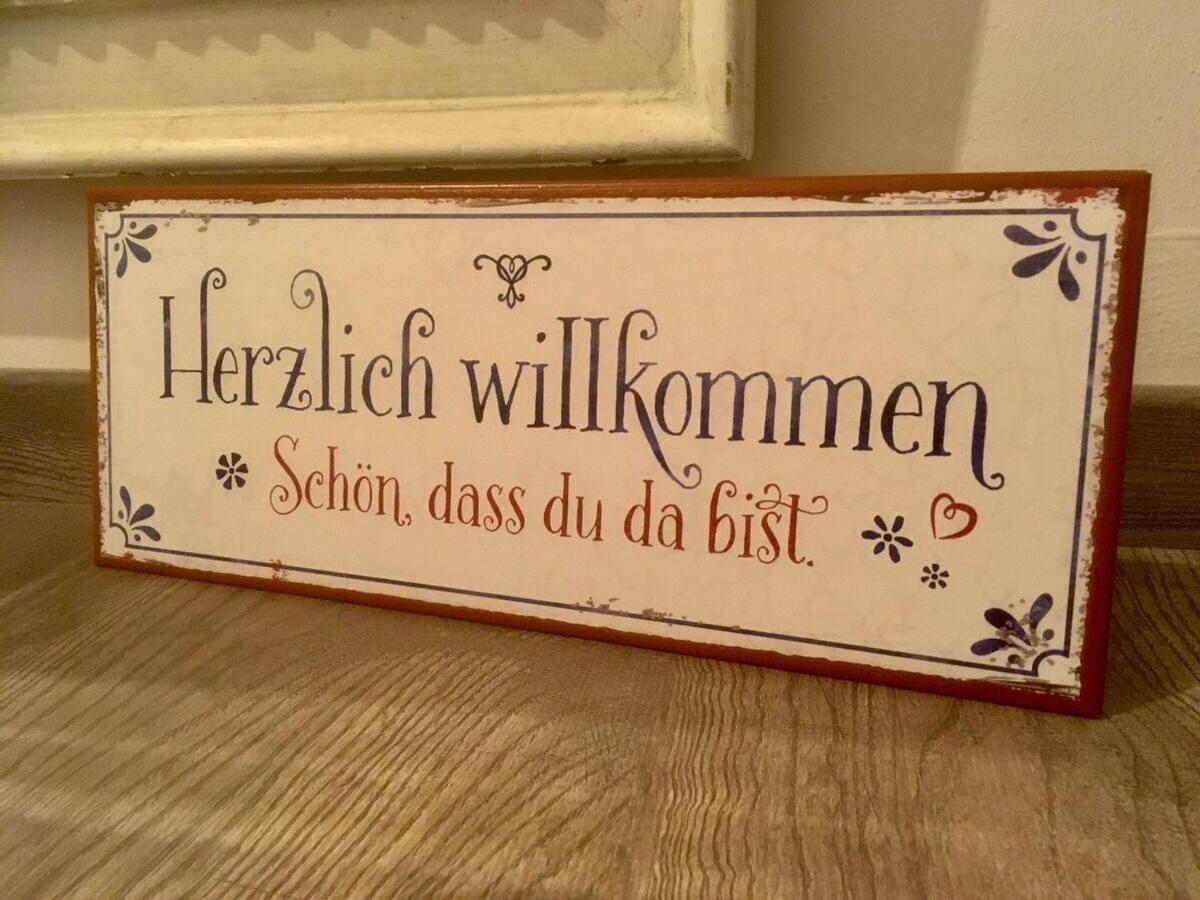 Herzlich willkommen
Schön, dass du da bist.